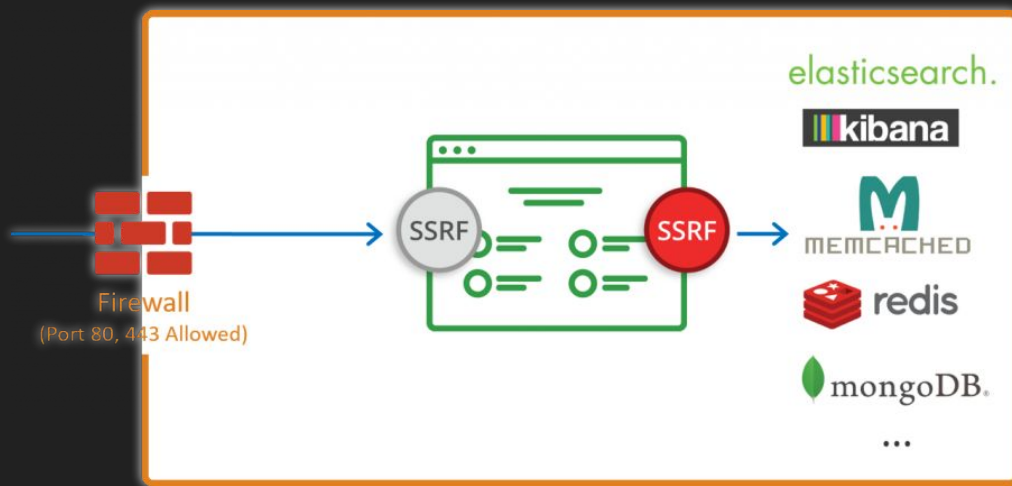 elasticsearch.
kibana
SSRF
SSRF
MEMCACHED
redis
Firewall
(Port 80, 443 Allowed)
mongoDB®
...